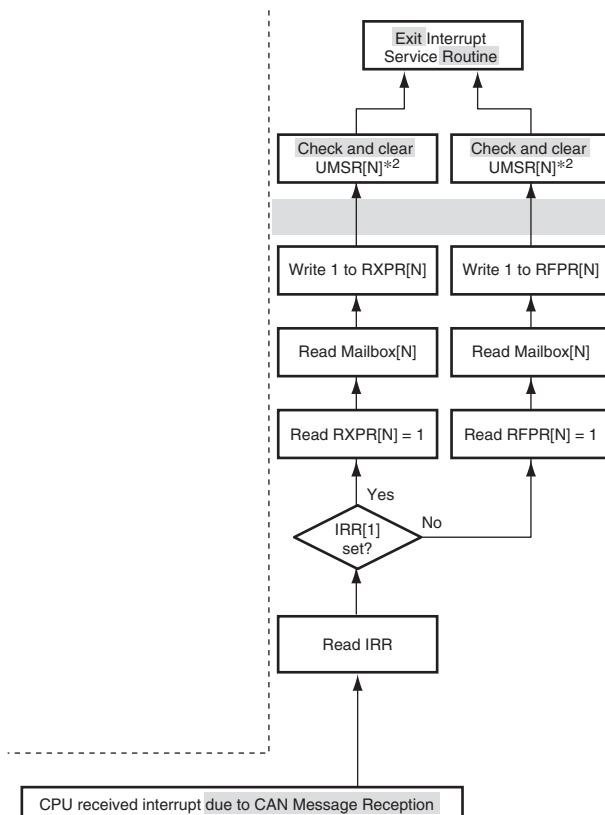 Exit Interrupt
Service Routine
Check and clear
UMSR[N]*2
Check and clear
UMSR[N]*2
Write 1 to RXPR[N]
Write 1 to RFPR[N]
Read Mailbox[N]
Read Mailbox[N]
Read RXPR[N] = 1
Read RFPR[N] = 1
Yes
IRR[1]
set?
No
Read IRR
CPU received interrupt due to CAN Message Reception